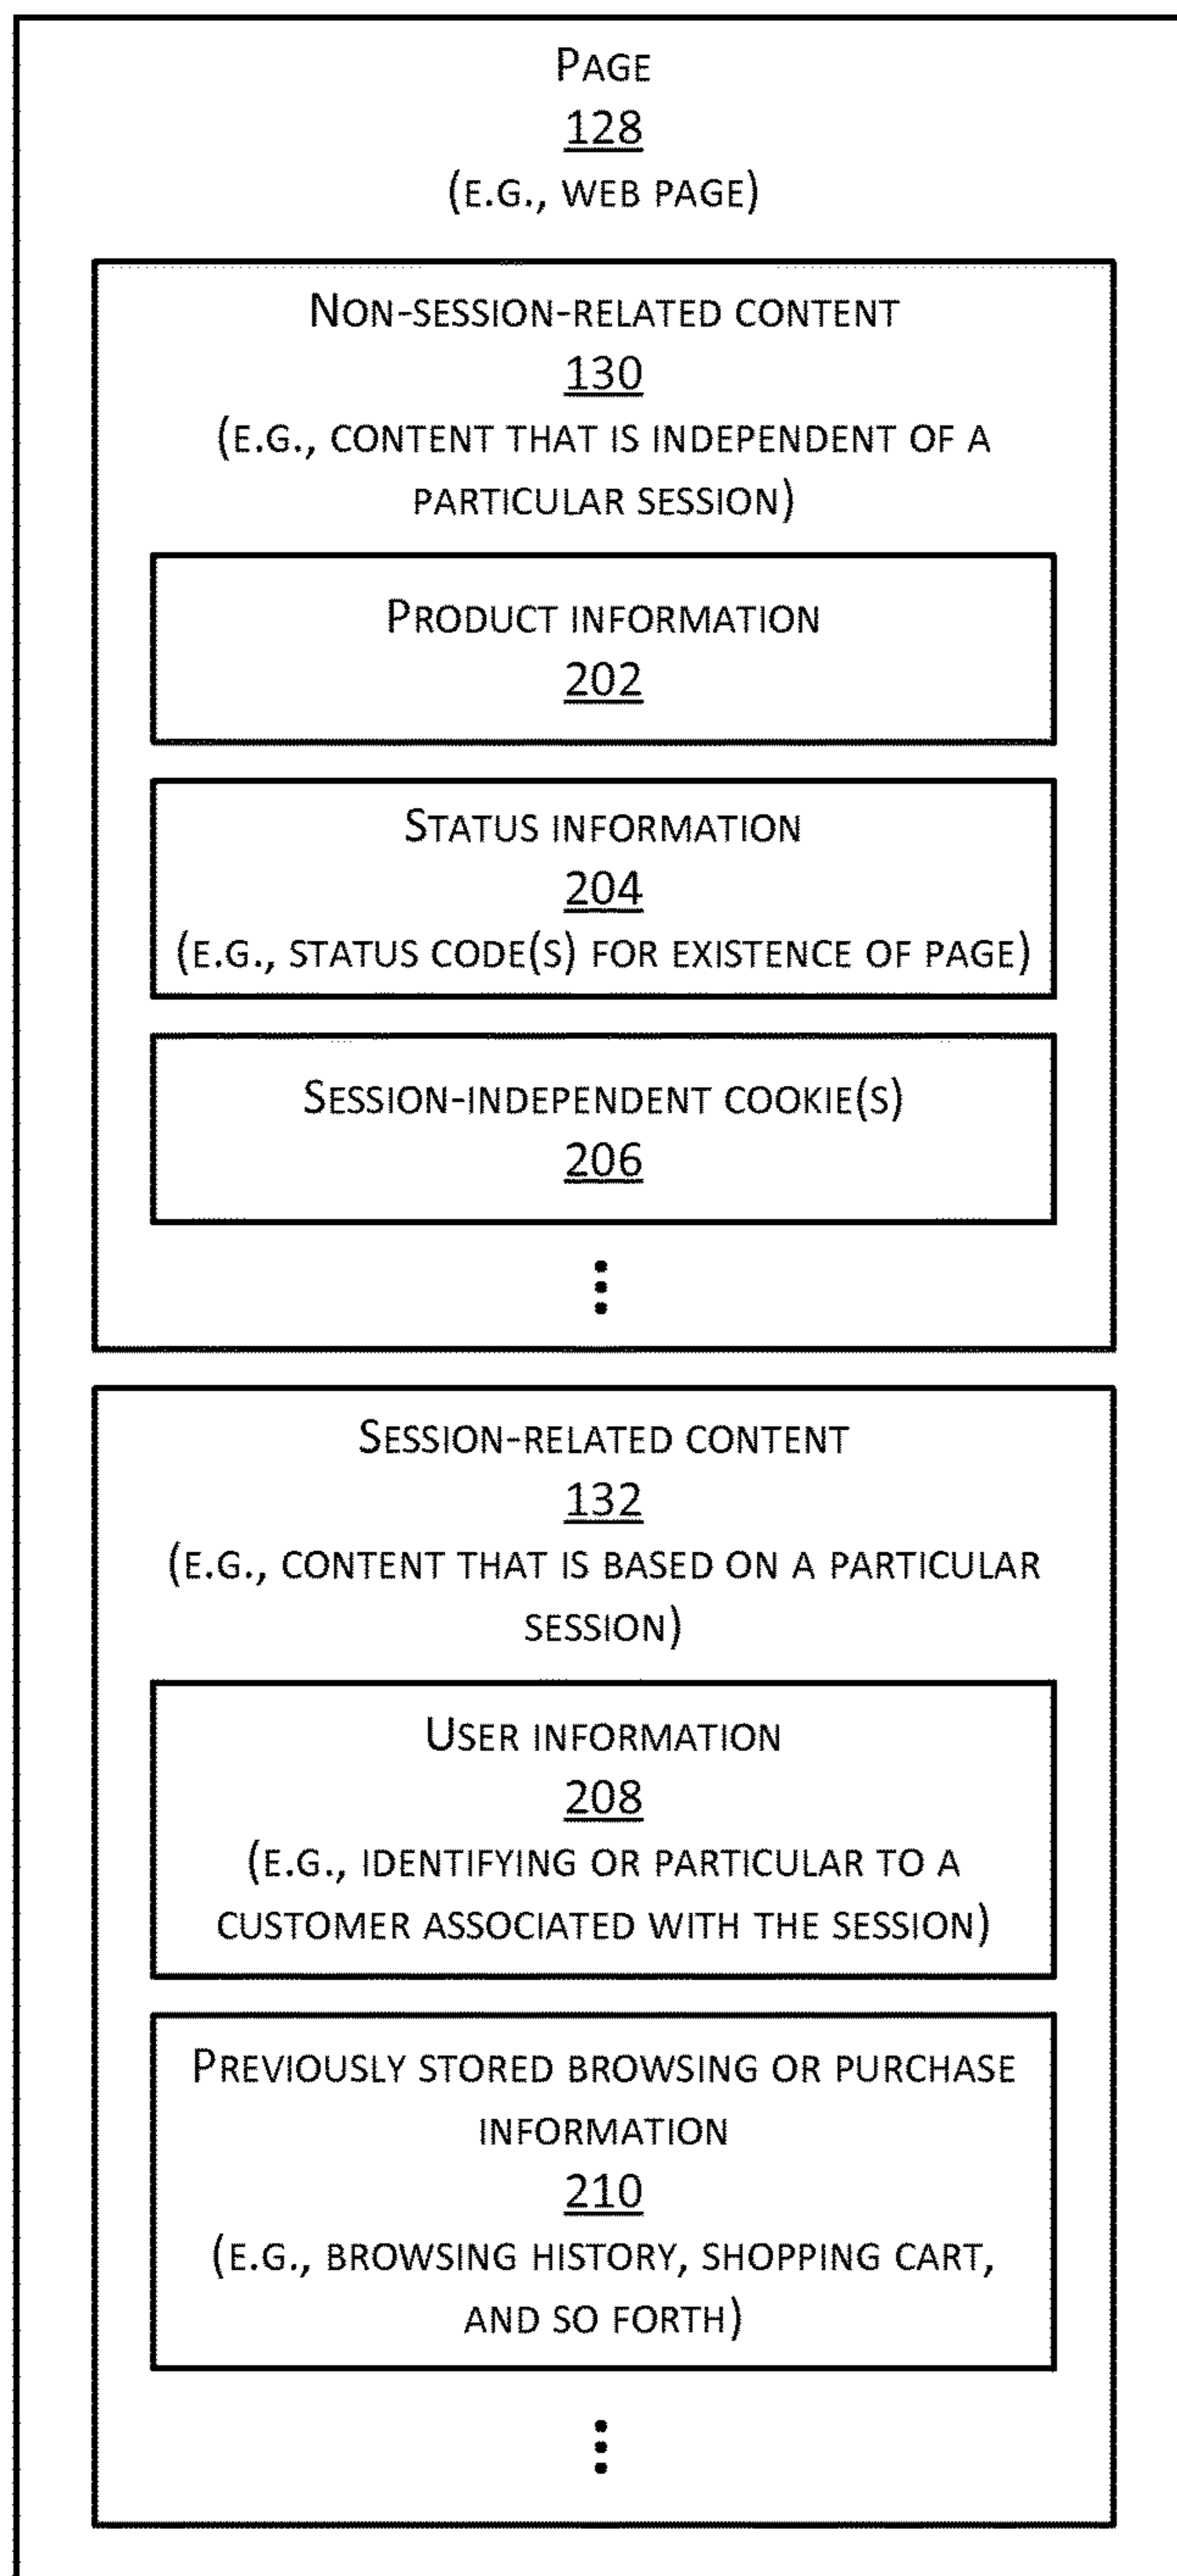 Page
128
(e.g., web page)
Non-session-related content
130
(e.g., content that is independent of a
particular session)
Product information
202
Status information
204
(e.g., status code(s) for existence of page)
Session-independent cookie(s)
206
Session-related content
132
(e.g., content that is based on a particular
session)
User information
208
(e.g., identifying or particular to a
customer associated with the session)
Previously stored browsing or purchase
information
210
(e.g., browsing history, shopping cart,
and so forth)